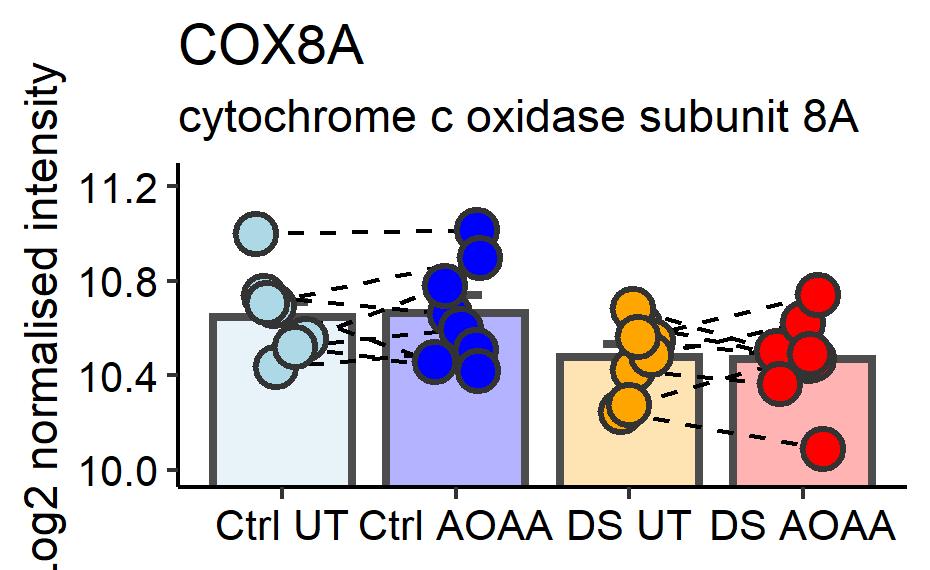 COX8A
cytochrome c oxidase subunit 8A
Log2 normalised intensity
11.2
10.8
10.4
10.0
Ctrl UT Ctrl AOAA DS UT DS AOAA